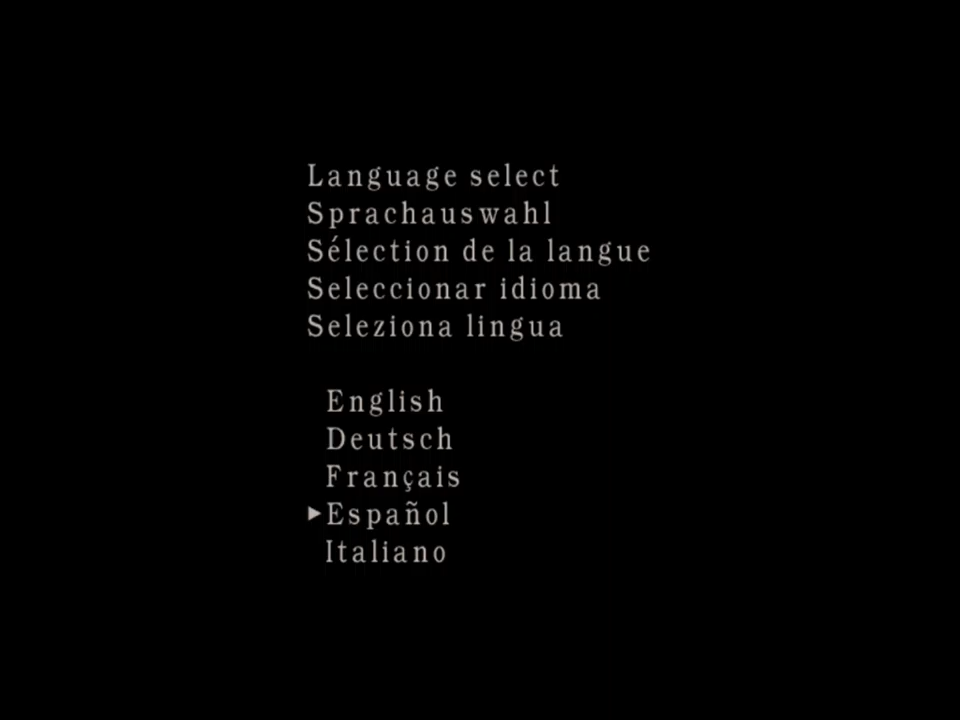 Language select
Sprachauswahl
Sélection de la langue
Seleccionar idioma
Seleziona lingua
English
Deutsch
Français
Español
Italiano